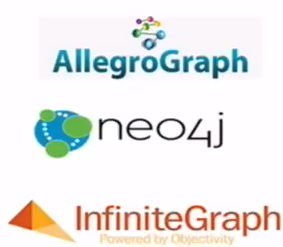 AllegroGraph
neo4j
InfiniteGraph
Powered by Objectivity